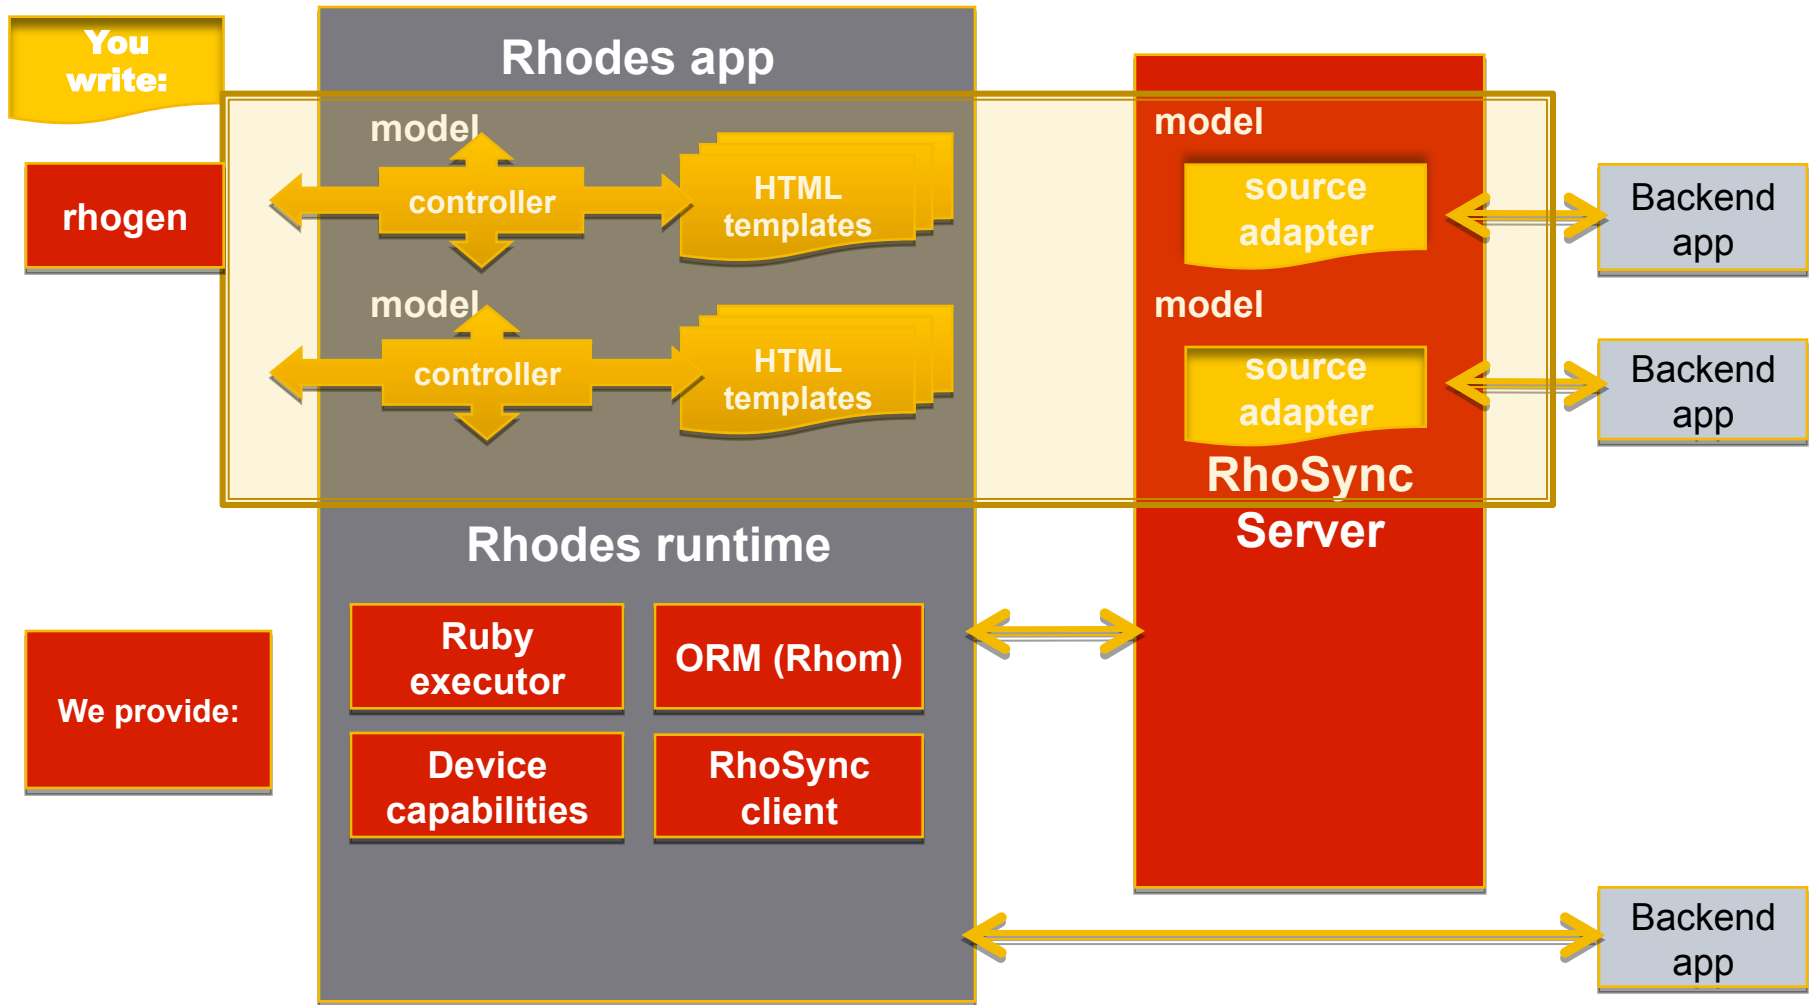 You
write:
Rhodes app
model
controller
HTML
templates
model
source
adapter
Backend
app
rhogen
model
controller
HTML
templates
model
source
adapter
Backend
app
RhoSync
Server
Rhodes runtime
Ruby
executor
ORM (Rhom)
We provide:
Device
capabilities
RhoSync
client
Backend
app